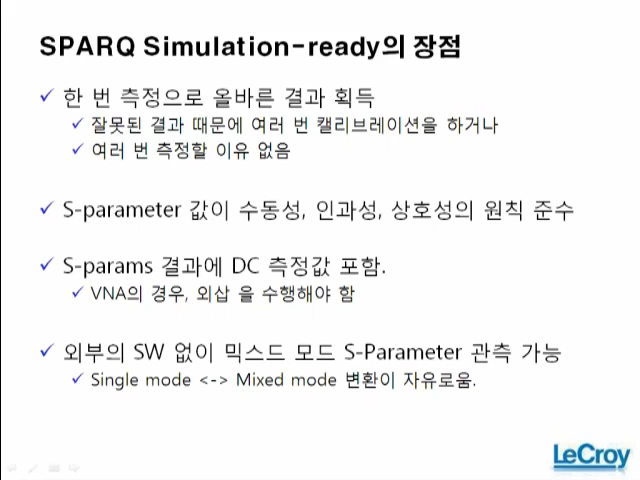 SPARQ Simulation-ready의 장점
한 번 측정으로 올바른 결과 획득
잘못된 결과 때문에 여러 번 캘리브레이션을 하거나
여러 번 측정할 이유 없음
S-parameter 값이 수동성, 인과성, 상호성의 원칙 준수
S-params 결과에 DC 측정값 포함.
VNA의 경우, 외삽 을 수행해야 함
외부의 SW 없이 믹스드 모드 S-Parameter 관측 가능
Single mode <-> Mixed mode 변환이 자유로움.
LeCroy